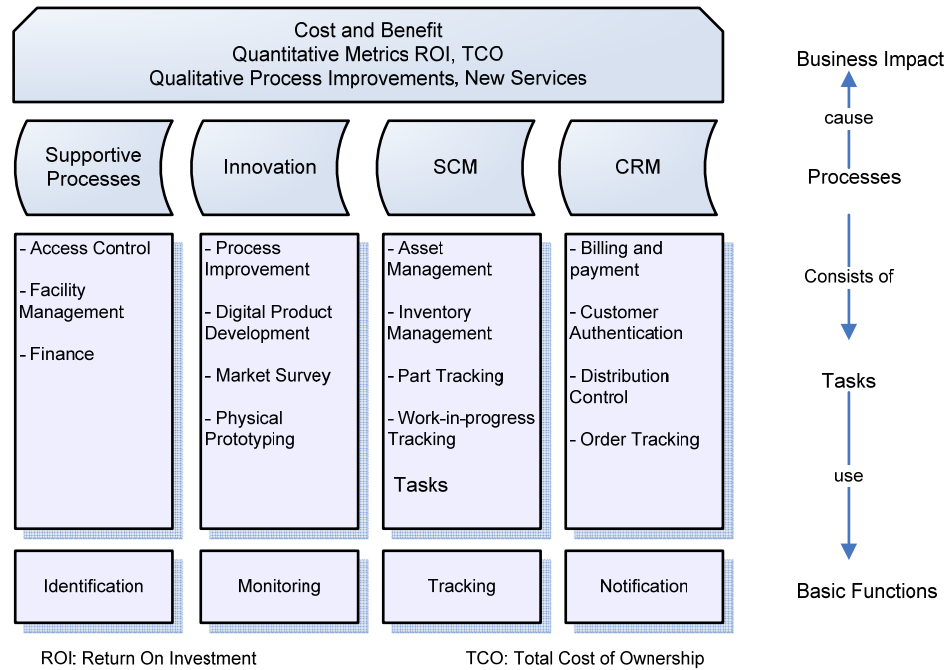 Cost and Benefit
Quantitative Metrics ROI, TCO
Qualitative Process Improvements, New Services
Supportive
Processes
Innovation
SCM
CRM
- Access Control
- Facility
Management
- Finance
- Process
Improvement
- Digital Product
Development
- Market Survey
- Physical
Prototyping
- Asset
Management
- Inventory
Management
- Part Tracking
- Work-in-progress
Tracking
Tasks
- Billing and
payment
- Customer
Authentication
- Distribution
Control
- Order Tracking
Identification
Monitoring
Tracking
Notification
Business Impact
cause
Processes
Consists of
Tasks
use
Basic Functions
ROI: Return On Investment
TCO: Total Cost of Ownership